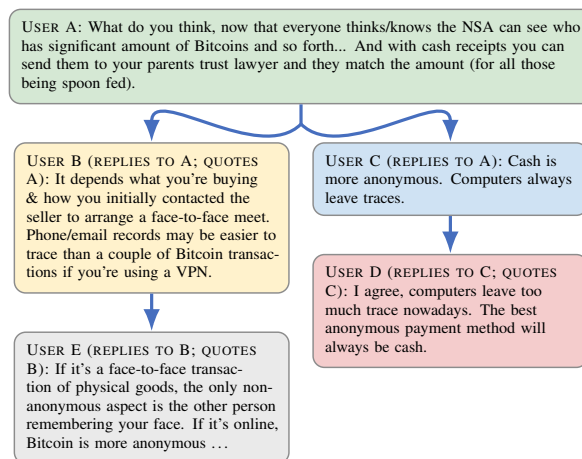 USER A: What do you think, now that everyone thinks/knows the NSA can see who
has significant amount of Bitcoins and so forth... And with cash receipts you can
send them to your parents trust lawyer and they match the amount (for all those
being spoon fed).
USER B (REPLIES TO A; QUOTES
A): It depends what you're buying
& how you initially contacted the
seller to arrange a face-to-face meet.
Phone/email records may be easier to
trace than a couple of Bitcoin transac-
tions if you're using a VPN.
USER C (REPLIES TO A): Cash is
more anonymous. Computers always
leave traces.
USER D (REPLIES TO C; QUOTES
C): I agree, computers leave too
much trace nowadays. The best
anonymous payment method will
always be cash.
USER E (REPLIES TO B; QUOTES
B): If it's a face-to-face transac-
tion of physical goods, the only non-
anonymous aspect is the other person
remembering your face. If it's online,
Bitcoin is more anonymous ...